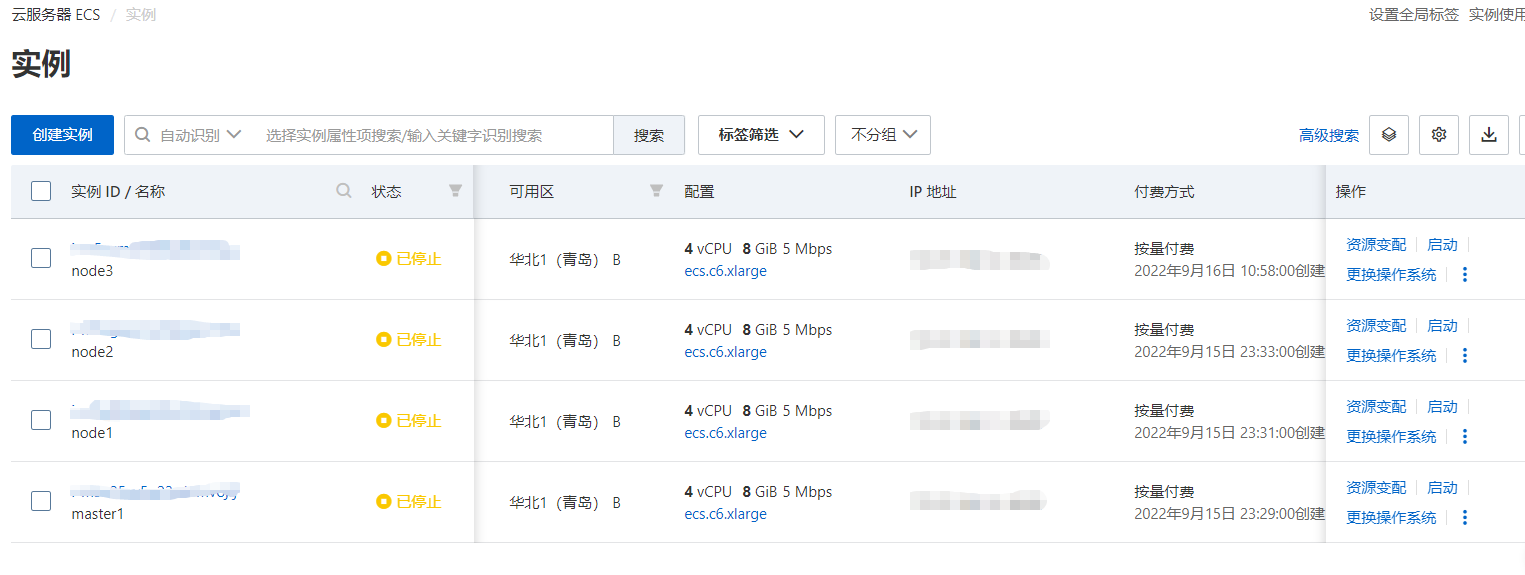 云服务器 ECS / 实例
设置全局标签 实例使用
实例
创建实例 自动识别 选择实例属性项搜索/输入关键字识别搜索 搜索 标签筛选 不分组 高级搜索
实例 ID / 名称 状态 可用区 配置 IP 地址 付费方式 操作
4 vCPU 8 GiB 5 Mbps 按量付费 资源变配 启动
已停止 华北1（青岛） B
node3 ecs.c6.xlarge 2022年9月16日 10:58:00创建 更换操作系统
4 vCPU 8 GiB 5 Mbps 按量付费 资源变配 启动
已停止 华北1（青岛） B
node2 ecs.c6.xlarge 2022年9月15日 23:33:00创建 更换操作系统
4 vCPU 8 GiB 5 Mbps 按量付费 资源变配 启动
已停止 华北1（青岛） B
node1 ecs.c6.xlarge 2022年9月15日 23:31:00创建 更换操作系统
4 vCPU 8 GiB 5 Mbps 按量付费 资源变配 启动
已停止 华北1（青岛） B
master1 ecs.c6.xlarge 2022年9月15日 23:29:00创建 更换操作系统